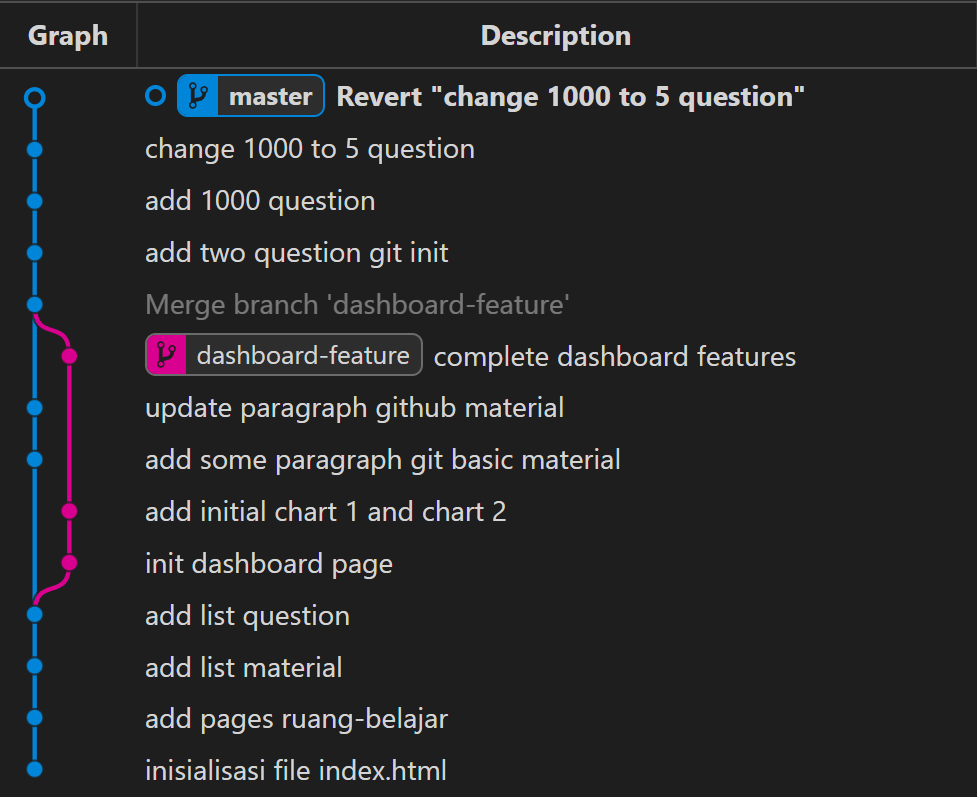 Graph Description
master Revert "change 1000 to 5 question"
change 1000 to 5 question
add 1000 question
add two question git init
Merge branch 'dashboard-feature'
dashboard-feature complete dashboard features
update paragraph github material
add some paragraph git basic material
add initial chart 1 and chart 2
init dashboard page
add list question
add list material
add pages ruang-belajar
inisialisasi file index.html